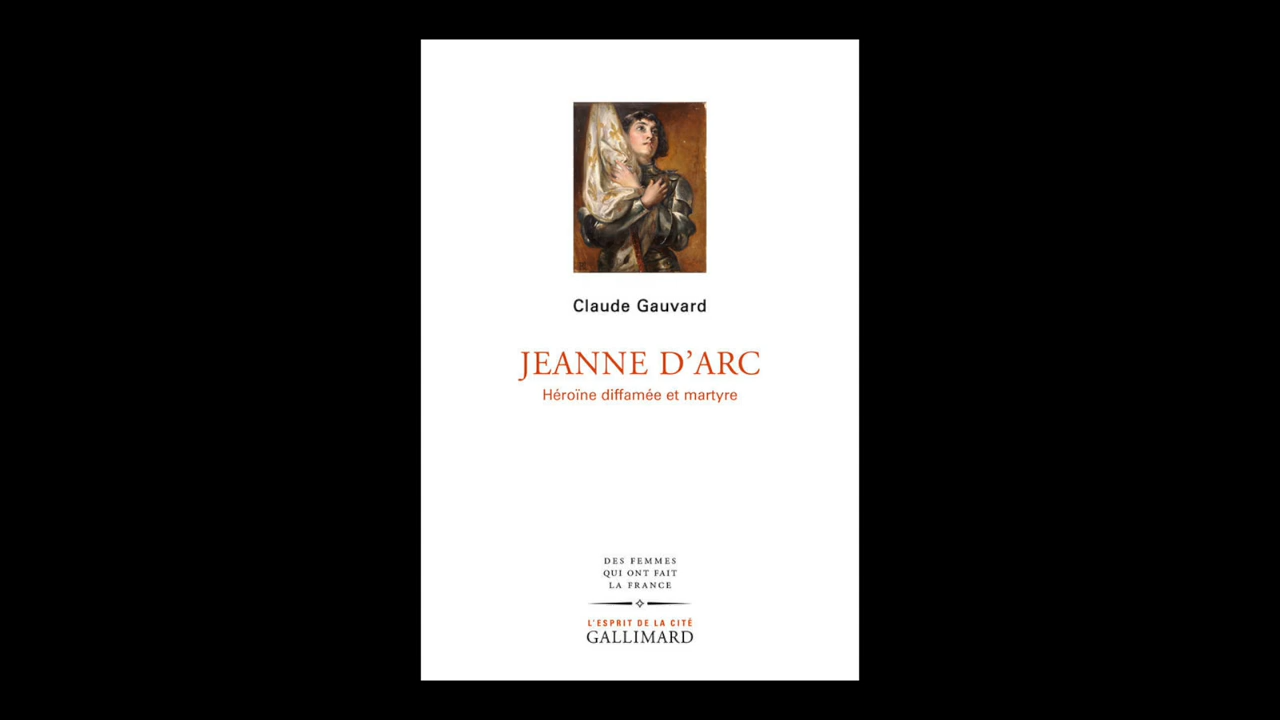 Claude Gauvard
JEANNE D’ARC
Héroïne diffamée et martyre
DES FEMMES
QUI ONT FAIT
LA FRANCE
L’ESPRIT DE LA CITÉ
GALLIMARD